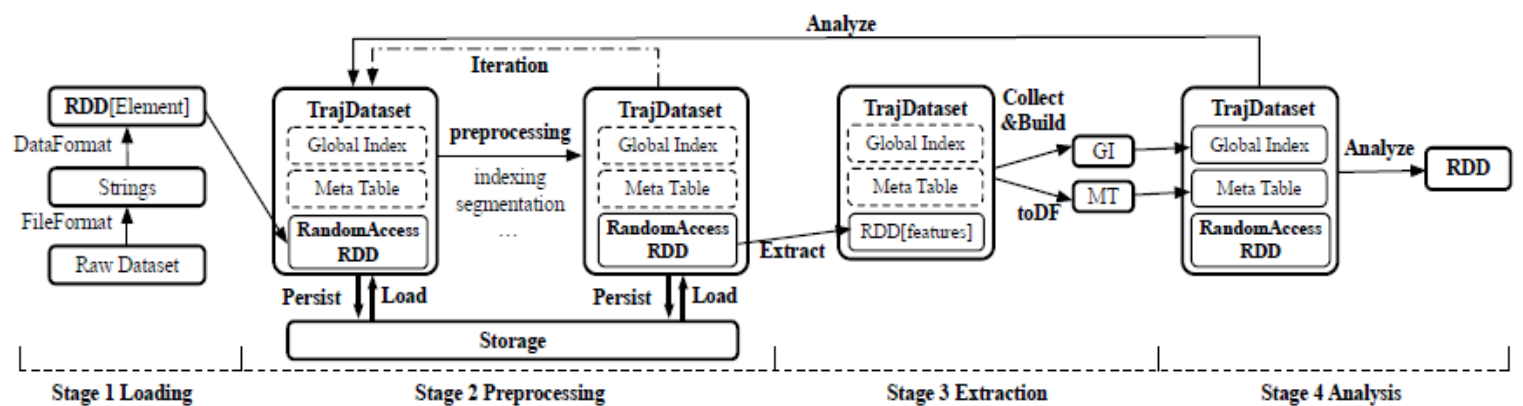 Analyze
Iteration
RDD[Element]
DataFormat
Strings
FileFormat
Raw Dataset
TrajDataset
Global Index
Meta Table
RandomAccess
RDD
preprocessing
indexing
segmentation
...
TrajDataset
Global Index
Meta Table
RandomAccess
RDD
Persist
Load
Persist
Load
Storage
Extract
TrajDataset
Global Index
Meta Table
RDD[features]
Collect
&Build
GI
MT
toDF
TrajDataset
Global Index
Meta Table
RandomAccess
RDD
Analyze
RDD
Stage 1 Loading
Stage 2 Preprocessing
Stage 3 Extraction
Stage 4 Analysis